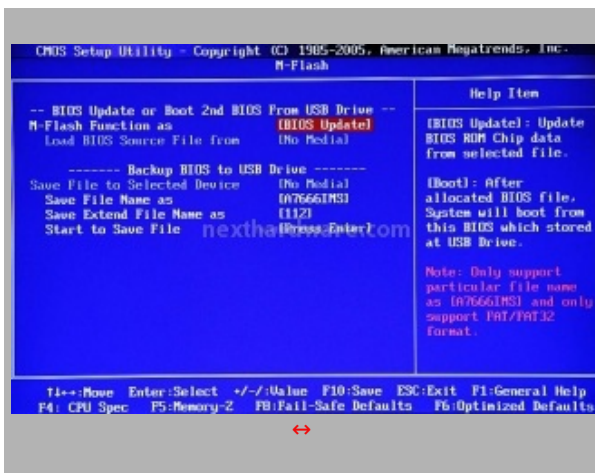 CMOS Setup Utility - Copyright (C) 1985-2005, American Megatrends, Inc.
M-Flash
-- BIOS Update or Boot 2nd BIOS From USB Drive --
M-Flash Function as [BIOS Update]
Load BIOS Source File from [No Media]
------- Backup BIOS to USB Drive -------
Save File to Selected Device [No Media]
Save File Name as [A7666IMS]
Save Extend File Name as [112]
Start to Save File [Press Enter]
nexthardware.com
Help Item
[BIOS Update] : Update
BIOS ROM Chip data
from selected file.
[Boot] : After
allocated BIOS file,
System will boot from
this BIOS which stored
at USB Drive.
Note: Only support
particular file name
as [A7666IMS] and only
support FAT/FAT32
format.
↑↓←→:Move Enter:Select +/-/:Value F10:Save ESC:Exit F1:General Help
F4: CPU Spec F5:Memory-Z F8:Fail-Safe Defaults F6:Optimized Defaults